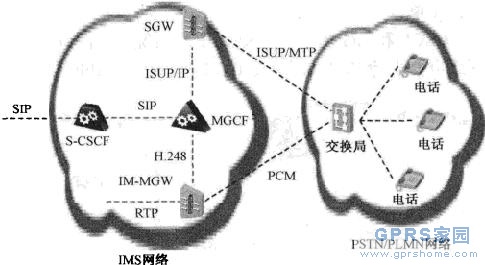 SGW
ISUP/MTP
ISUP/IP
电话
SIP
SIP
MGCF
S-CSCF
交换局
电话
H.248
IM-MGW
PCM
电话
RTP
PSTN/PLMN网络
IMS网络
GPRS家园
www.gprshome.com